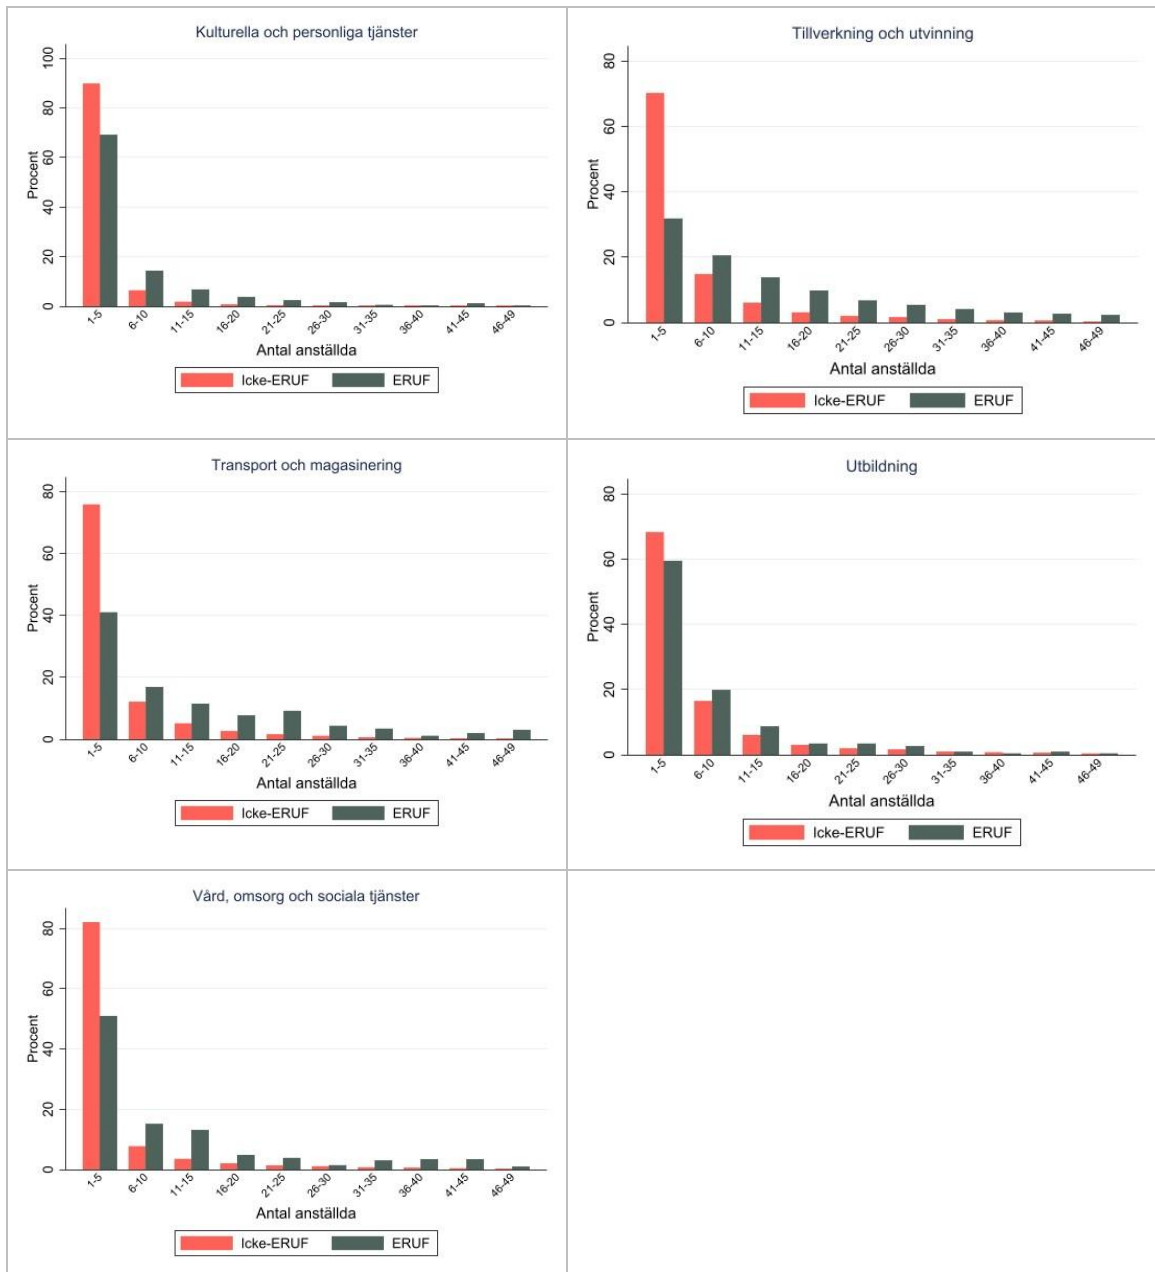 Kulturella och personliga tjänster
Procent
100
80
60
40
20
0
1-5 6-10 11-15 16-20 21-25 26-30 31-35 36-40 41-45 46-49
Antal anställda
Icke-ERUF ERUF
Tillverkning och utvinning
Procent
80
60
40
20
0
1-5 6-10 11-15 16-20 21-25 26-30 31-35 36-40 41-45 46-49
Antal anställda
Icke-ERUF ERUF
Transport och magasinering
Procent
80
60
40
20
0
1-5 6-10 11-15 16-20 21-25 26-30 31-35 36-40 41-45 46-49
Antal anställda
Icke-ERUF ERUF
Utbildning
Procent
80
60
40
20
0
1-5 6-10 11-15 16-20 21-25 26-30 31-35 36-40 41-45 46-49
Antal anställda
Icke-ERUF ERUF
Vård, omsorg och sociala tjänster
Procent
80
60
40
20
0
1-5 6-10 11-15 16-20 21-25 26-30 31-35 36-40 41-45 46-49
Antal anställda
Icke-ERUF ERUF